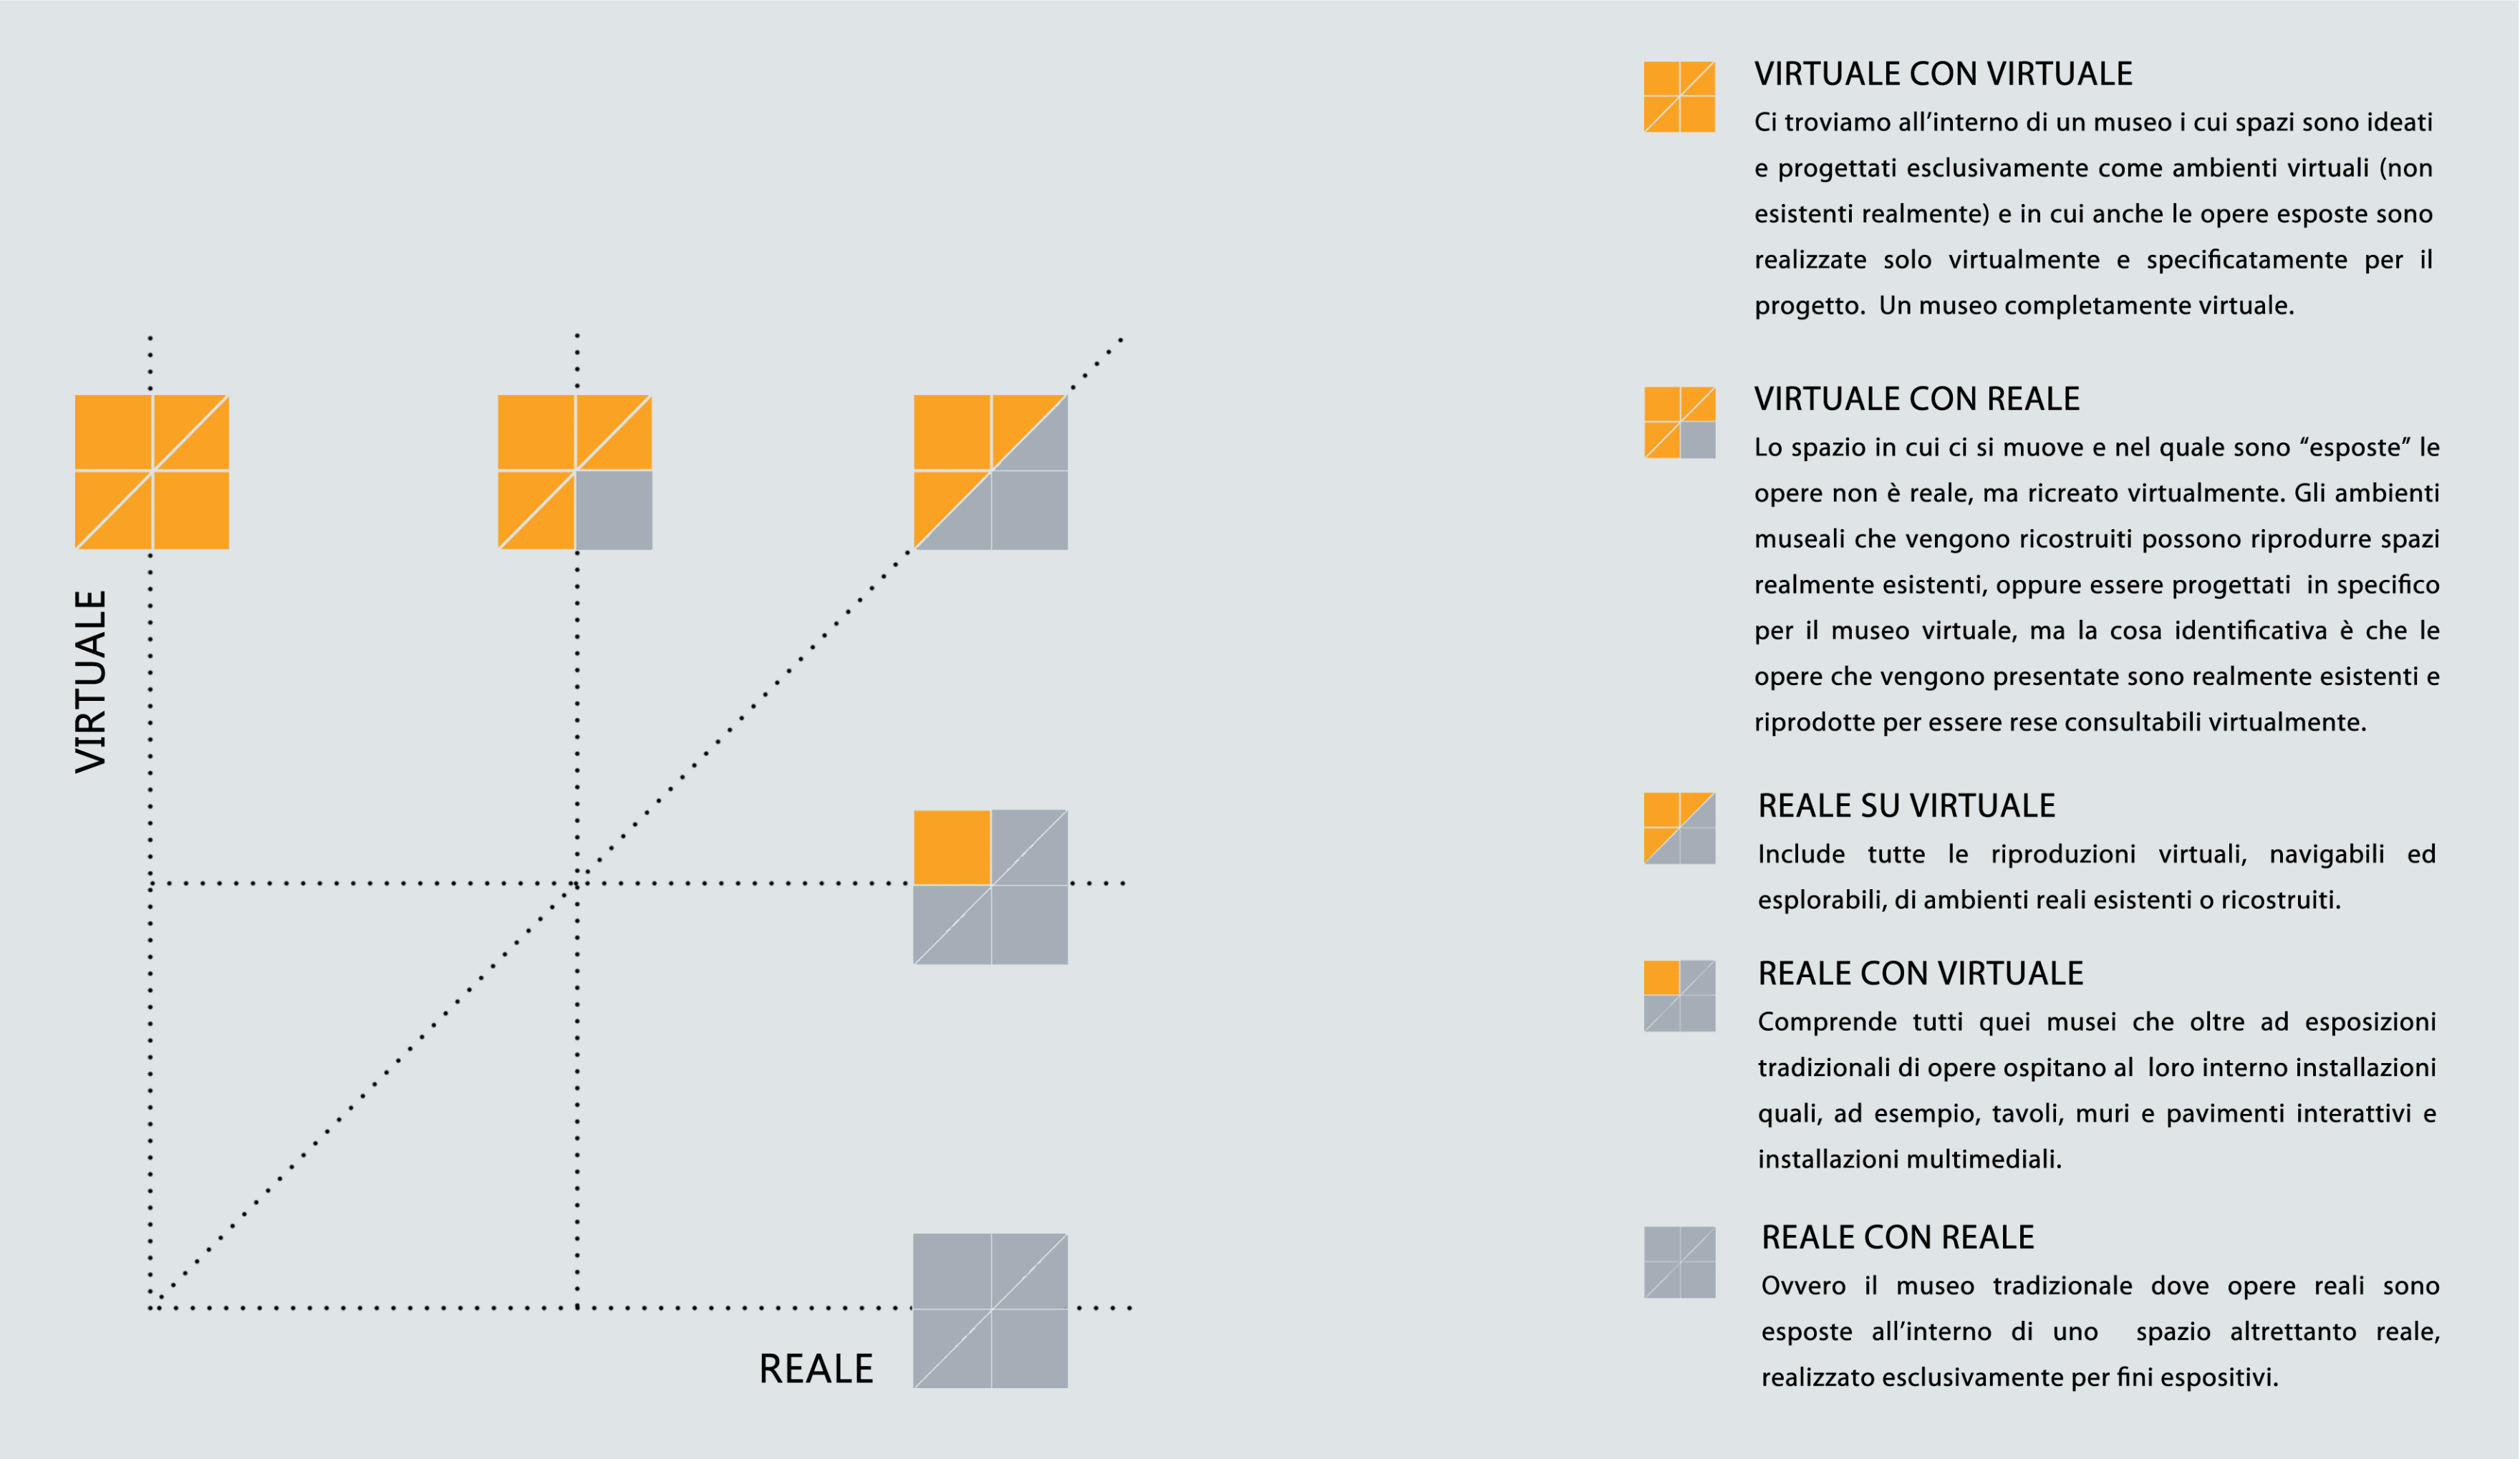 VIRTUALE
REALE
VIRTUALE CON VIRTUALE
Ci troviamo all’interno di un museo i cui spazi sono ideati
e progettati esclusivamente come ambienti virtuali (non
esistenti realmente) e in cui anche le opere esposte sono
realizzate solo virtualmente e specificatamente per il
progetto. Un museo completamente virtuale.
VIRTUALE CON REALE
Lo spazio in cui ci si muove e nel quale sono “esposte” le
opere non è reale, ma ricreato virtualmente. Gli ambienti
museali che vengono ricostruiti possono riprodurre spazi
realmente esistenti, oppure essere progettati in specifico
per il museo virtuale, ma la cosa identificativa è che le
opere che vengono presentate sono realmente esistenti e
riprodotte per essere rese consultabili virtualmente.
REALE SU VIRTUALE
Include tutte le riproduzioni virtuali, navigabili ed
esplorabili, di ambienti reali esistenti o ricostruiti.
REALE CON VIRTUALE
Comprende tutti quei musei che oltre ad esposizioni
tradizionali di opere ospitano al loro interno installazioni
quali, ad esempio, tavoli, muri e pavimenti interattivi e
installazioni multimediali.
REALE CON REALE
Ovvero il museo tradizionale dove opere reali sono
esposte all’interno di uno spazio altrettanto reale,
realizzato esclusivamente per fini espositivi.